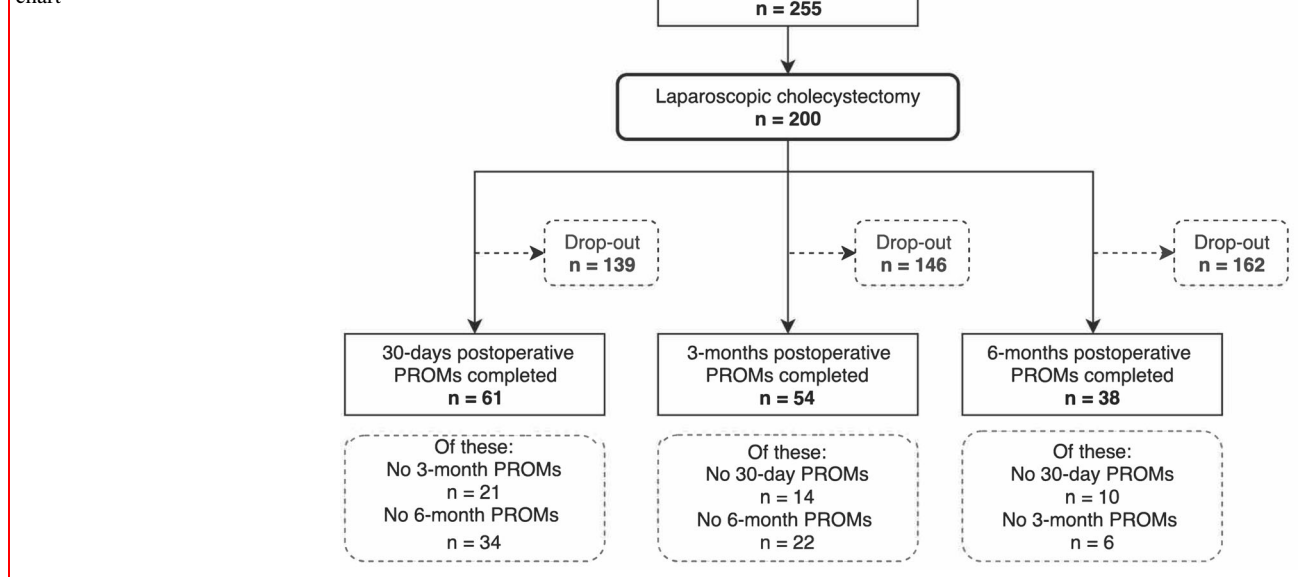 chart
n = 255
Laparoscopic cholecystectomy
n = 200
Drop-out
n = 139
Drop-out
n = 146
Drop-out
n = 162
30-days postoperative
PROMs completed
n = 61
3-months postoperative
PROMs completed
n = 54
6-months postoperative
PROMs completed
n = 38
Of these:
No 3-month PROMs
n = 21
No 6-month PROMs
n = 34
Of these:
No 30-day PROMs
n = 14
No 6-month PROMs
n = 22
Of these:
No 30-day PROMs
n = 10
No 3-month PROMs
n = 6